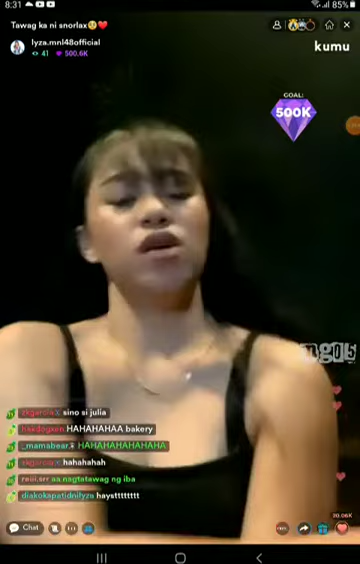 8:31
85%
Tawag ka ni snorlax🥺❤️
lyza.mnl48official
41 500.6K
kumu
GOAL:
500K
sino si julia
HAHAHAHAA bakery
_mamabear HAHAHAHAHAHAHA
hahahahah
aa.nagtatawag ng iba
diakokapatidnilyza haysttttttttt
20.06K
Chat